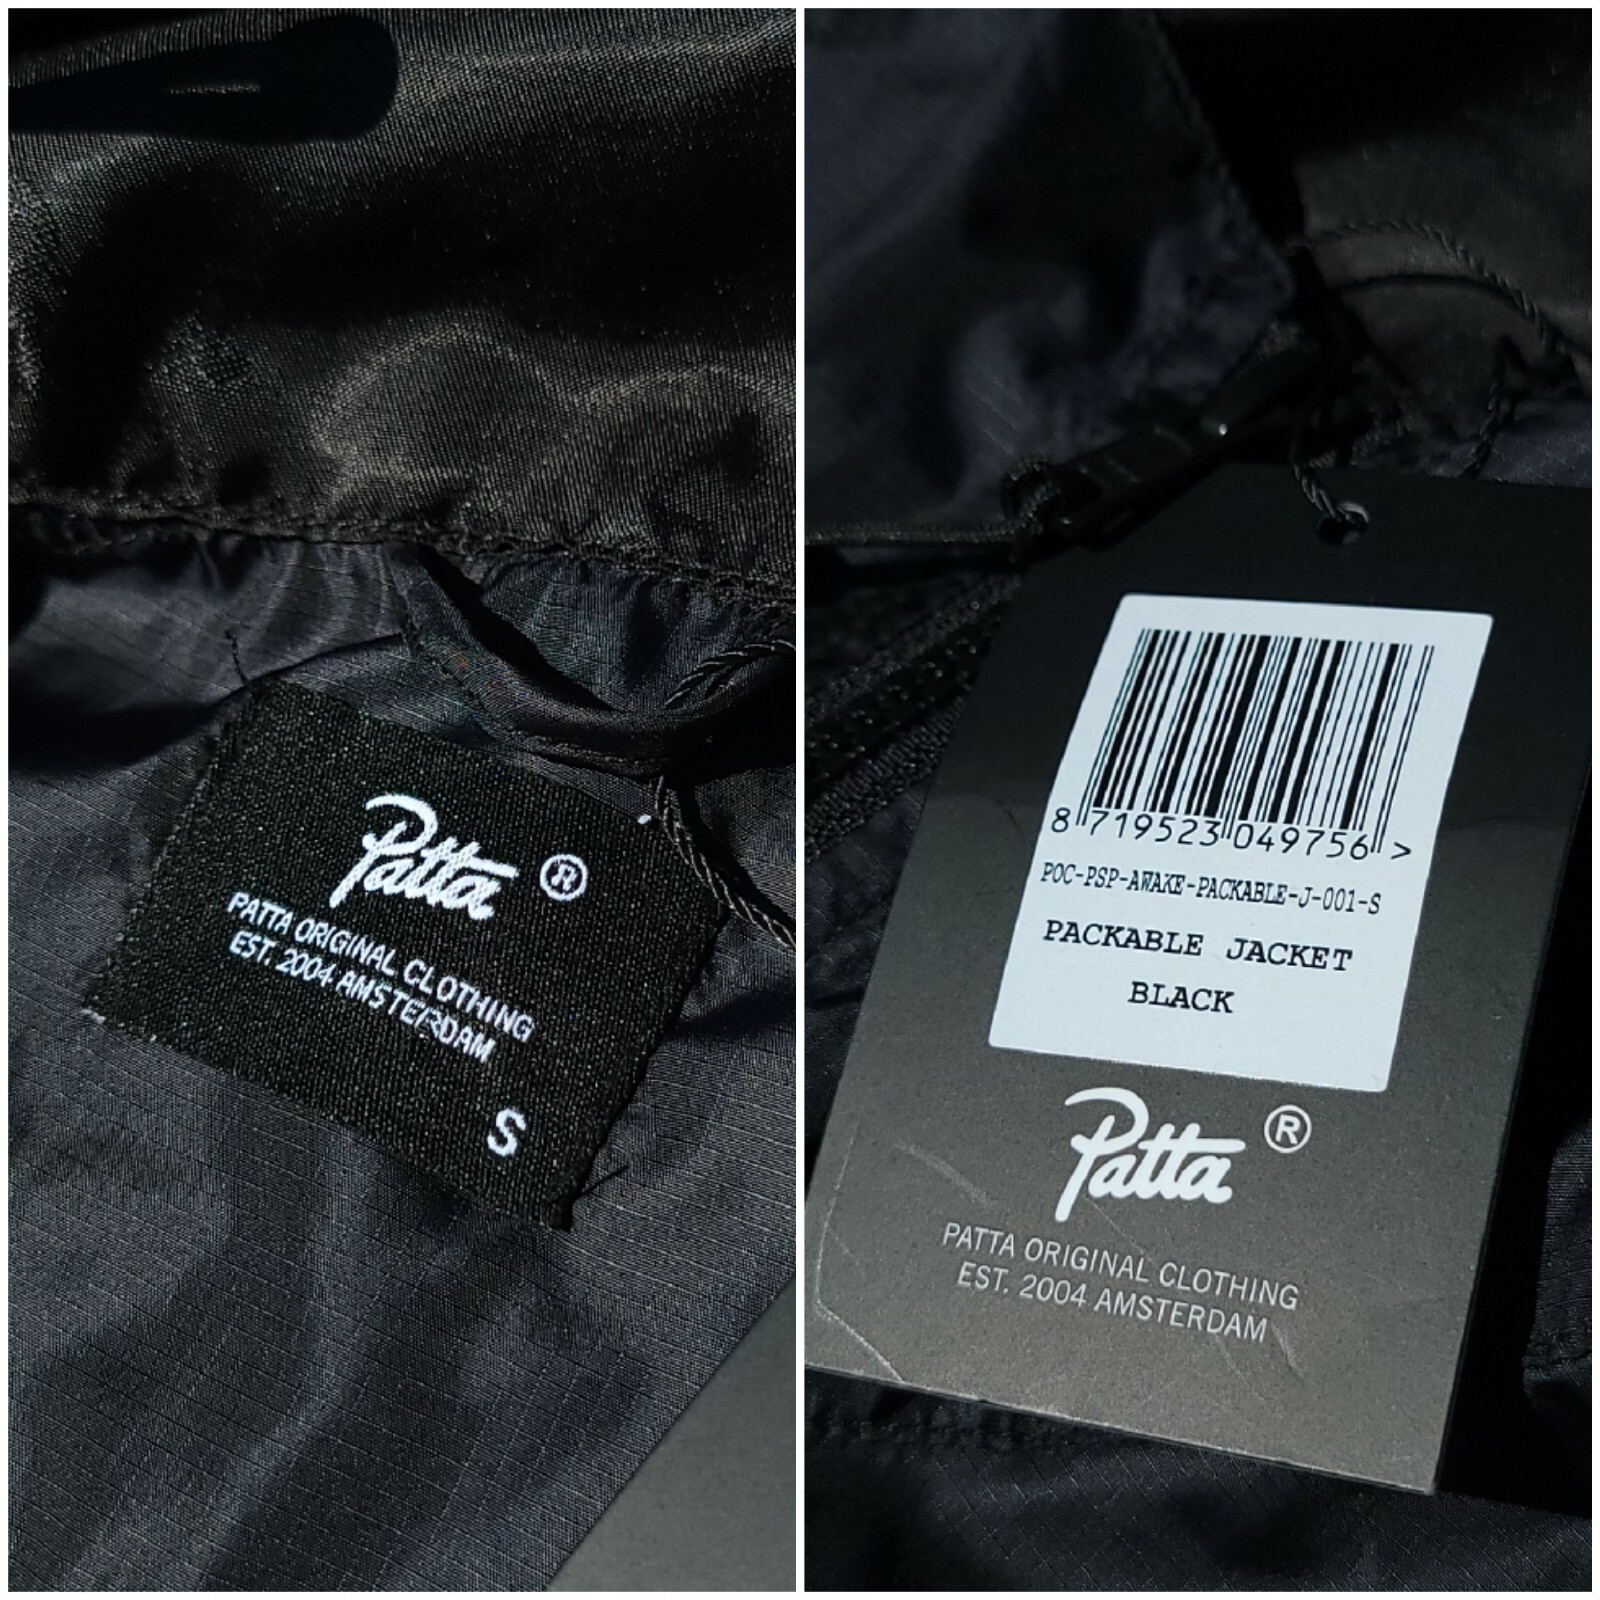 Patta ®
PATTA ORIGINAL CLOTHING
EST. 2004 AMSTERDAM
S
8 719523 049756 >
POC-PSP-AWAKE-PACKABLE-J-001-S
PACKABLE JACKET
BLACK
Patta ®
PATTA ORIGINAL CLOTHING
EST. 2004 AMSTERDAM